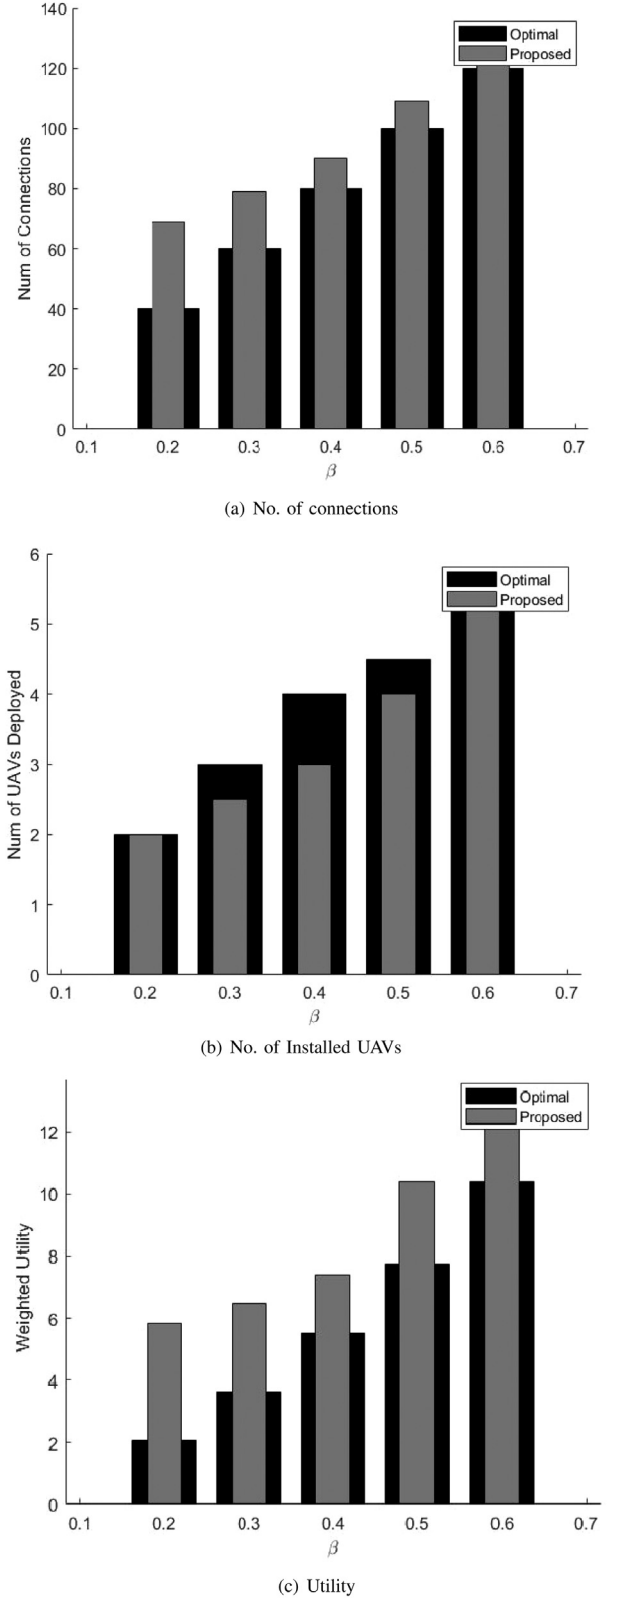 140
120
100
80
60
40
20
0
Num of Connections
Optimal
Proposed
0.1 0.2 0.3 0.4 0.5 0.6 0.7
β
(a) No. of connections
6
5
4
3
2
1
0
Num of UAVs Deployed
Optimal
Proposed
0.1 0.2 0.3 0.4 0.5 0.6 0.7
β
(b) No. of Installed UAVs
12
10
8
6
4
2
0
Weighted Utility
Optimal
Proposed
0.1 0.2 0.3 0.4 0.5 0.6 0.7
β
(c) Utility